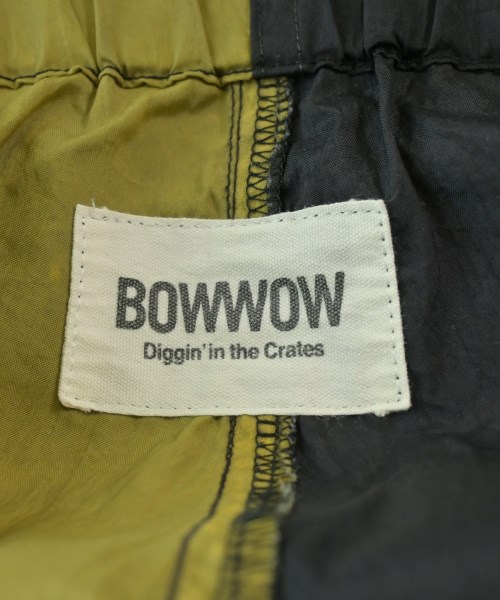 BOWWOW
Diggin' in the Crates